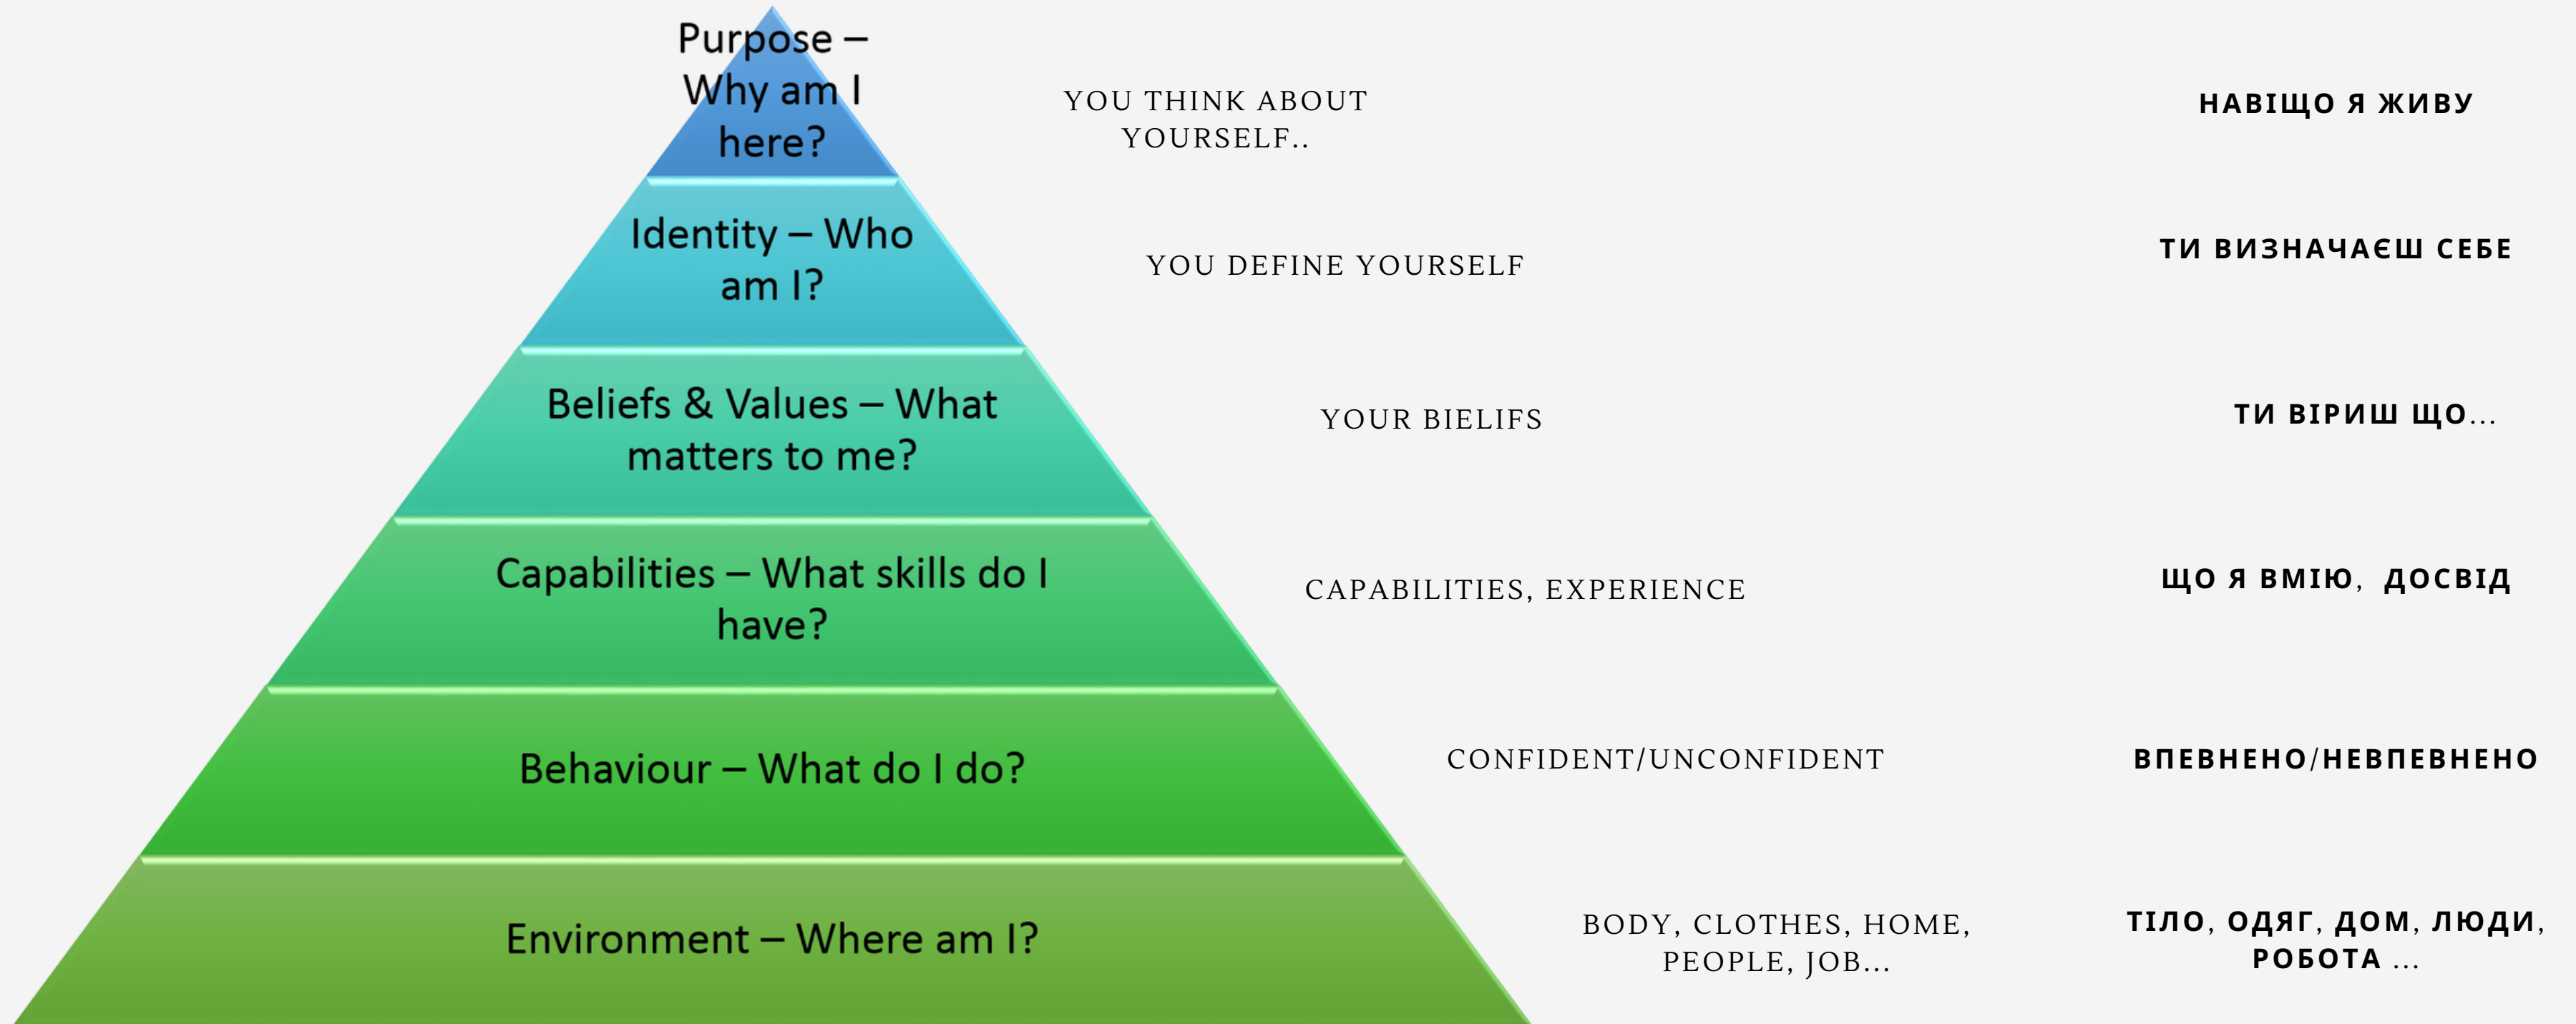 Purpose –
Why am I
here?
YOU THINK ABOUT
YOURSELF..
НАВІЩО Я ЖИВУ
Identity – Who
am I?
YOU DEFINE YOURSELF
ТИ ВИЗНАЧАЄШ СЕБЕ
Beliefs & Values – What
matters to me?
YOUR BIELIFS
ТИ ВІРИШ ЩО...
Capabilities – What skills do I
have?
CAPABILITIES, EXPERIENCE
ЩО Я ВМІЮ, ДОСВІД
Behaviour – What do I do?
CONFIDENT/UNCONFIDENT
ВПЕВНЕНО/НЕВПЕВНЕНО
Environment – Where am I?
BODY, CLOTHES, HOME,
PEOPLE, JOB...
ТІЛО, ОДЯГ, ДОМ, ЛЮДИ,
РОБОТА ...